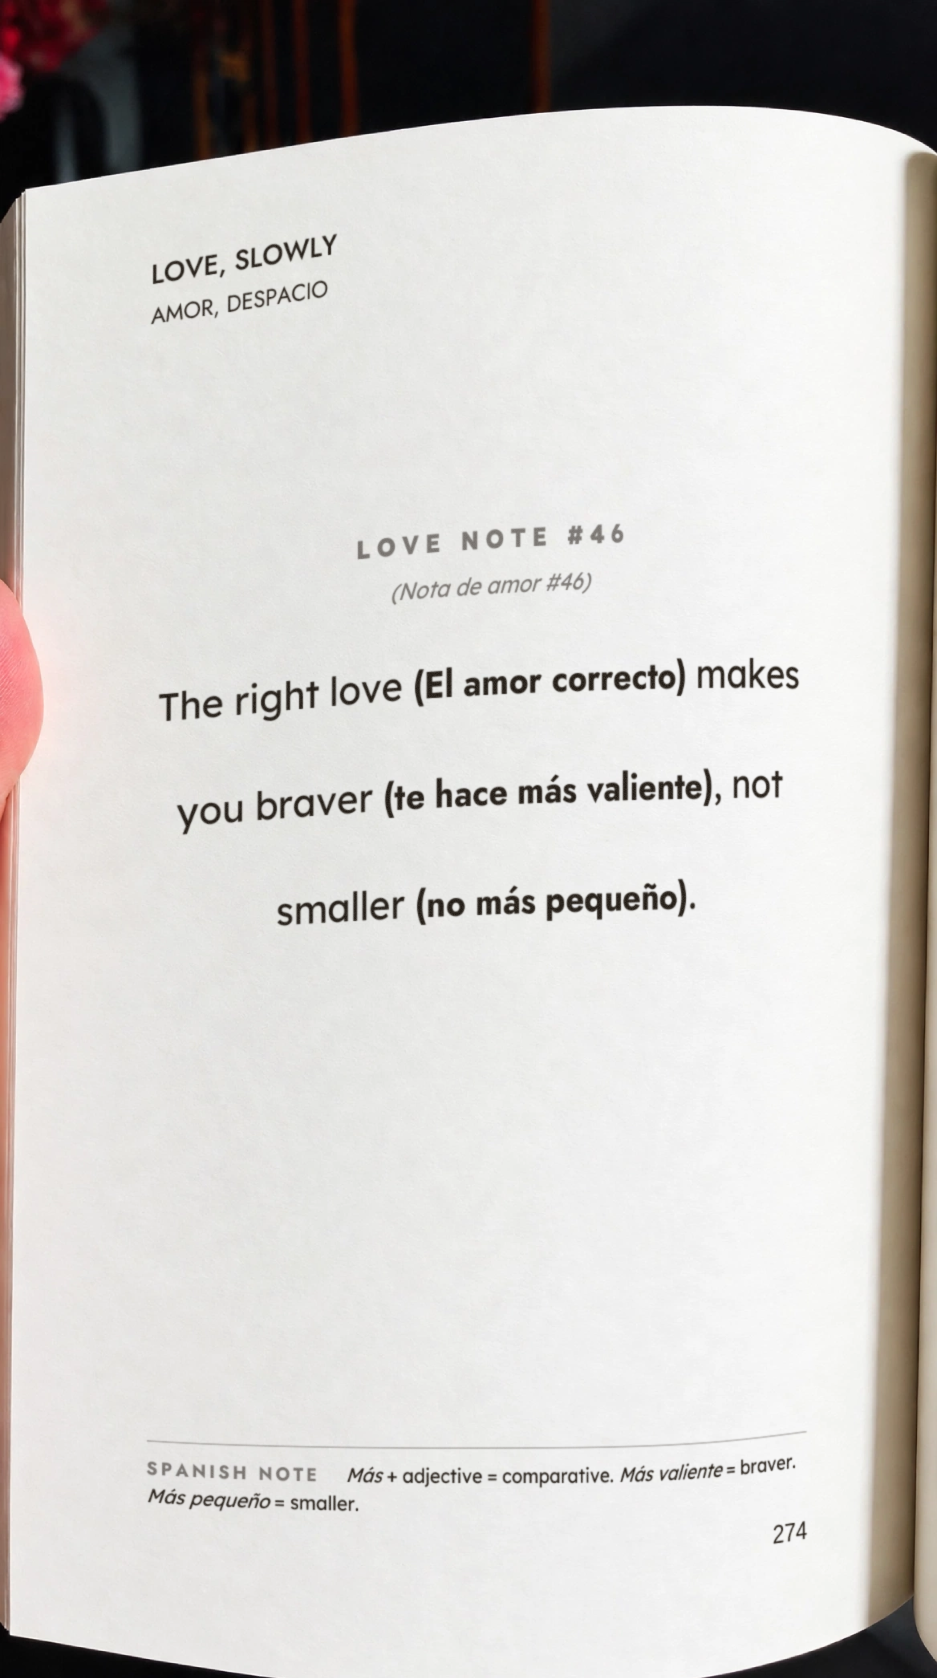 LOVE, SLOWLY
AMOR, DESPACIO
LOVE NOTE #46
(Nota de amor #46)
The right love (El amor correcto) makes
you braver (te hace más valiente), not
smaller (no más pequeño).
SPANISH NOTE Más + adjective = comparative. Más valiente = braver.
Más pequeño = smaller.
274